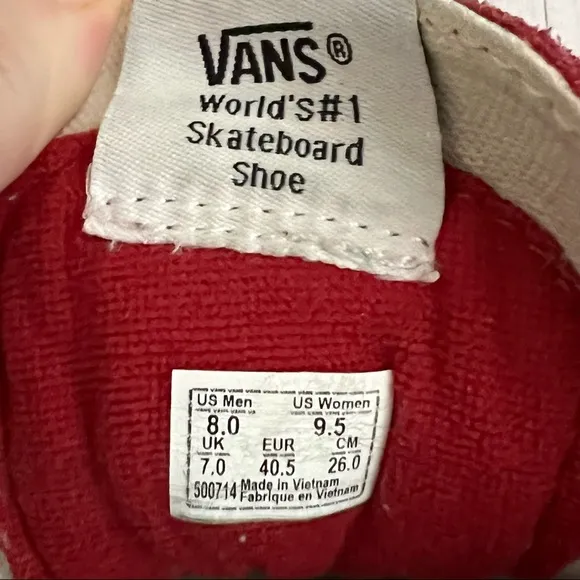 VANS®
World's#1
Skateboard
Shoe
US Men US Women
8.0 9.5
UK EUR CM
7.0 40.5 26.0
500714 Made In Vietnam
Fabrique en Vietnam